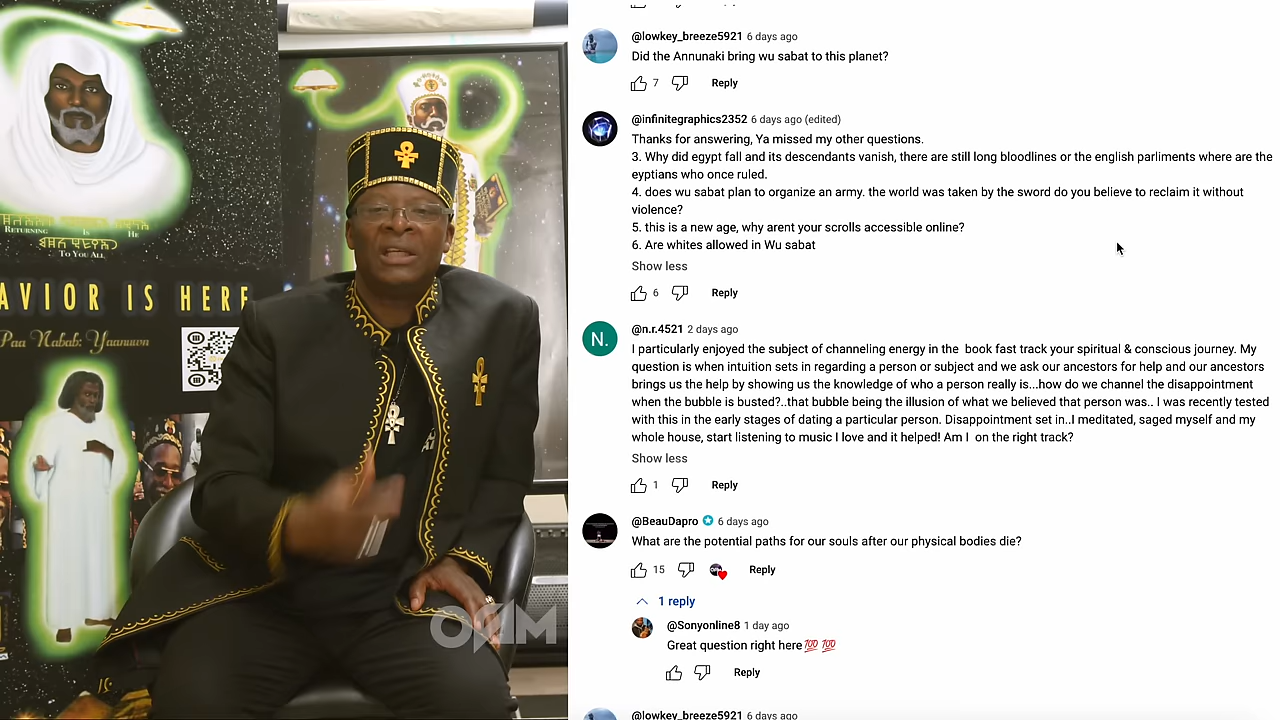 RETURNING IS HE
TO YOU ALL
AVIOR IS HERE
Paa Nabab: Yaanuwn
OAM
@lowkey_breeze5921 6 days ago
Did the Annunaki bring wu sabat to this planet?
7 Reply
@infinitegraphics2352 6 days ago (edited)
Thanks for answering, Ya missed my other questions.
3. Why did egypt fall and its descendants vanish, there are still long bloodlines or the english parliments where are the
eyptians who once ruled.
4. does wu sabat plan to organize an army. the world was taken by the sword do you believe to reclaim it without
violence?
5. this is a new age, why arent your scrolls accessible online?
6. Are whites allowed in Wu sabat
Show less
6 Reply
N.
@n.r.4521 2 days ago
I particularly enjoyed the subject of channeling energy in the book fast track your spiritual & conscious journey. My
question is when intuition sets in regarding a person or subject and we ask our ancestors for help and our ancestors
brings us the help by showing us the knowledge of who a person really is...how do we channel the disappointment
when the bubble is busted?..that bubble being the illusion of what we believed that person was.. I was recently tested
with this in the early stages of dating a particular person. Disappointment set in..I meditated, saged myself and my
whole house, start listening to music I love and it helped! Am I on the right track?
Show less
1 Reply
@BeauDapro 6 days ago
What are the potential paths for our souls after our physical bodies die?
15 Reply
1 reply
@Sonyonline8 1 day ago
Great question right here💯 💯
Reply
@lowkey_breeze5921 6 days ago